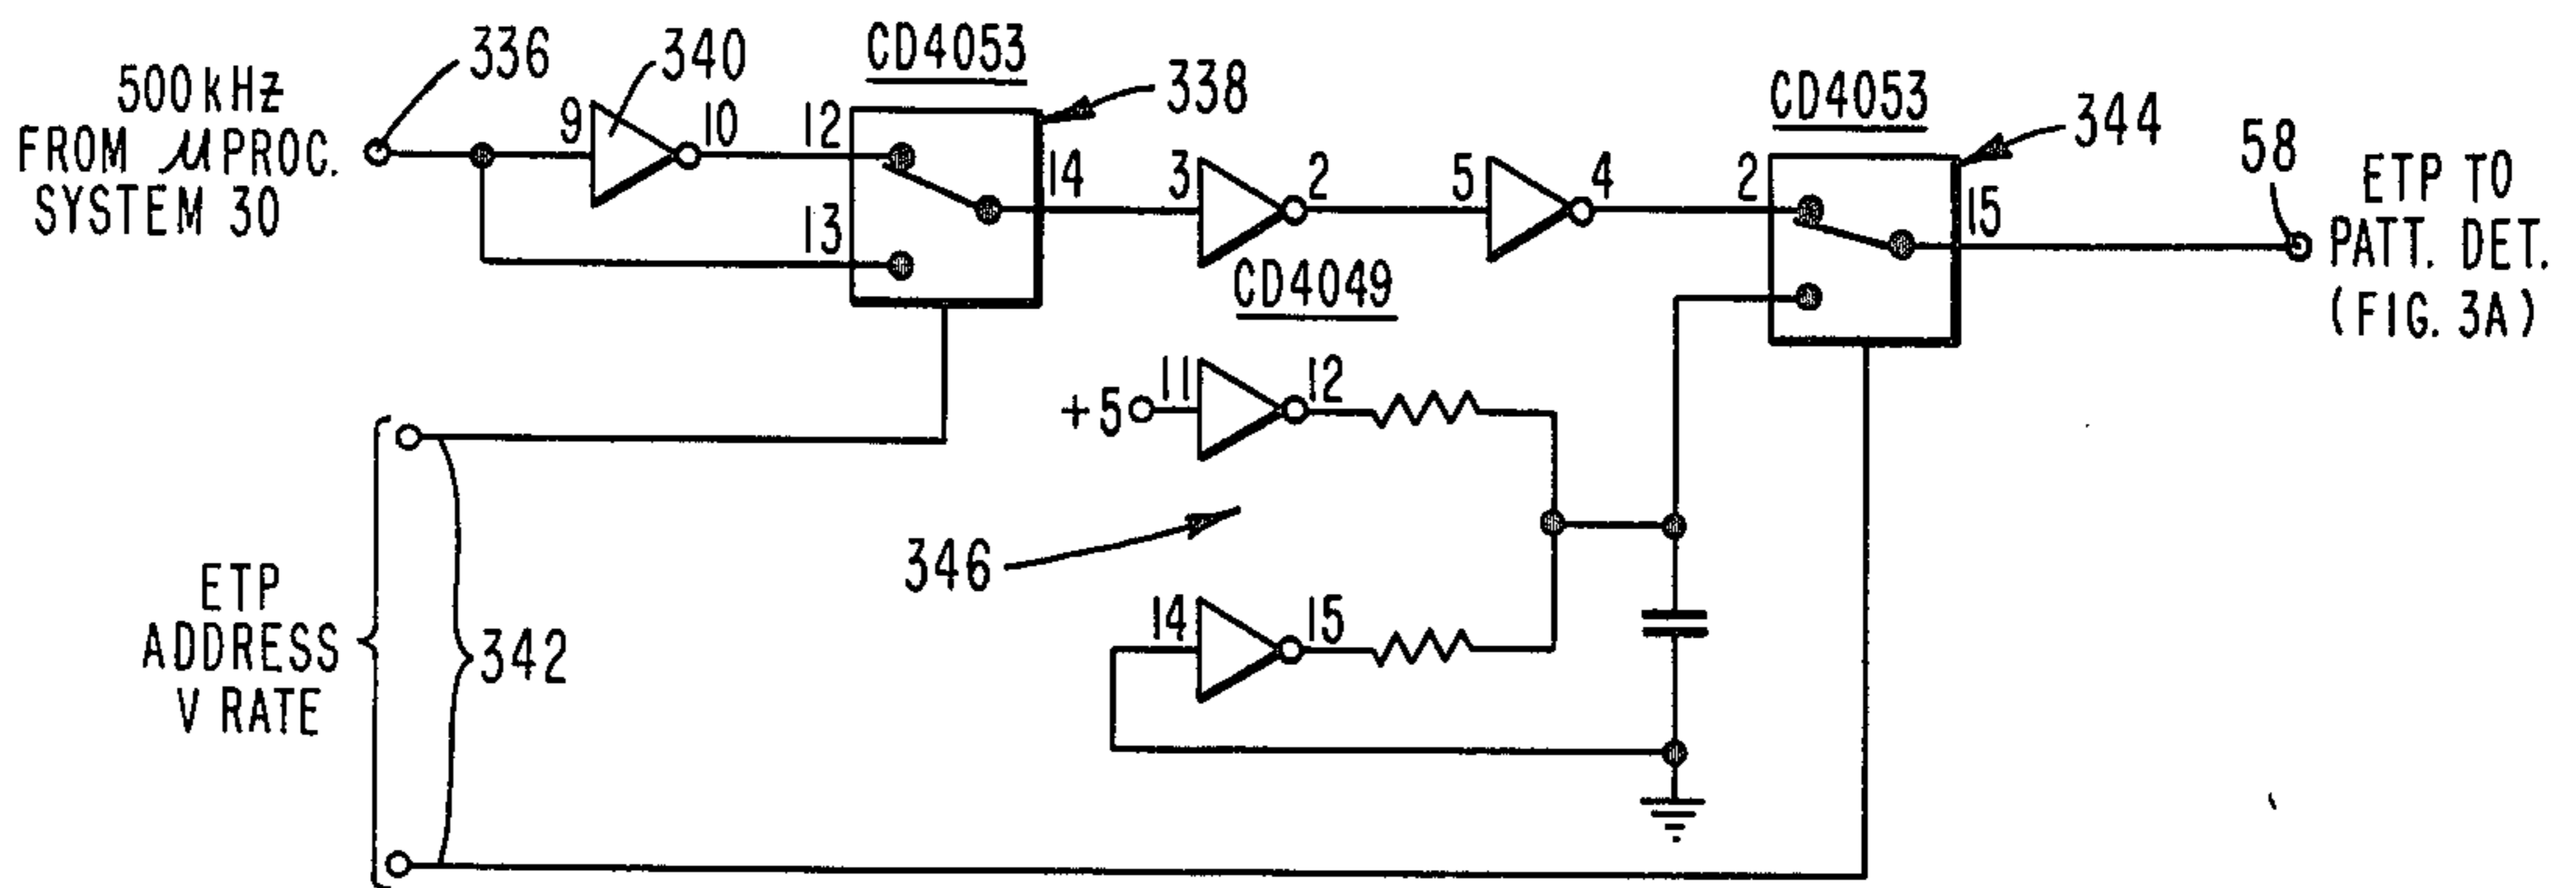 500kHz
FROM μPROC.
SYSTEM 30
336
9
340
10
CD4053
12
13
14
338
3
2
CD4049
5
4
CD4053
2
15
344
58
ETP TO
PATT. DET.
(FIG. 3A)
+5
11
12
346
14
15
ETP
ADDRESS
V RATE
342